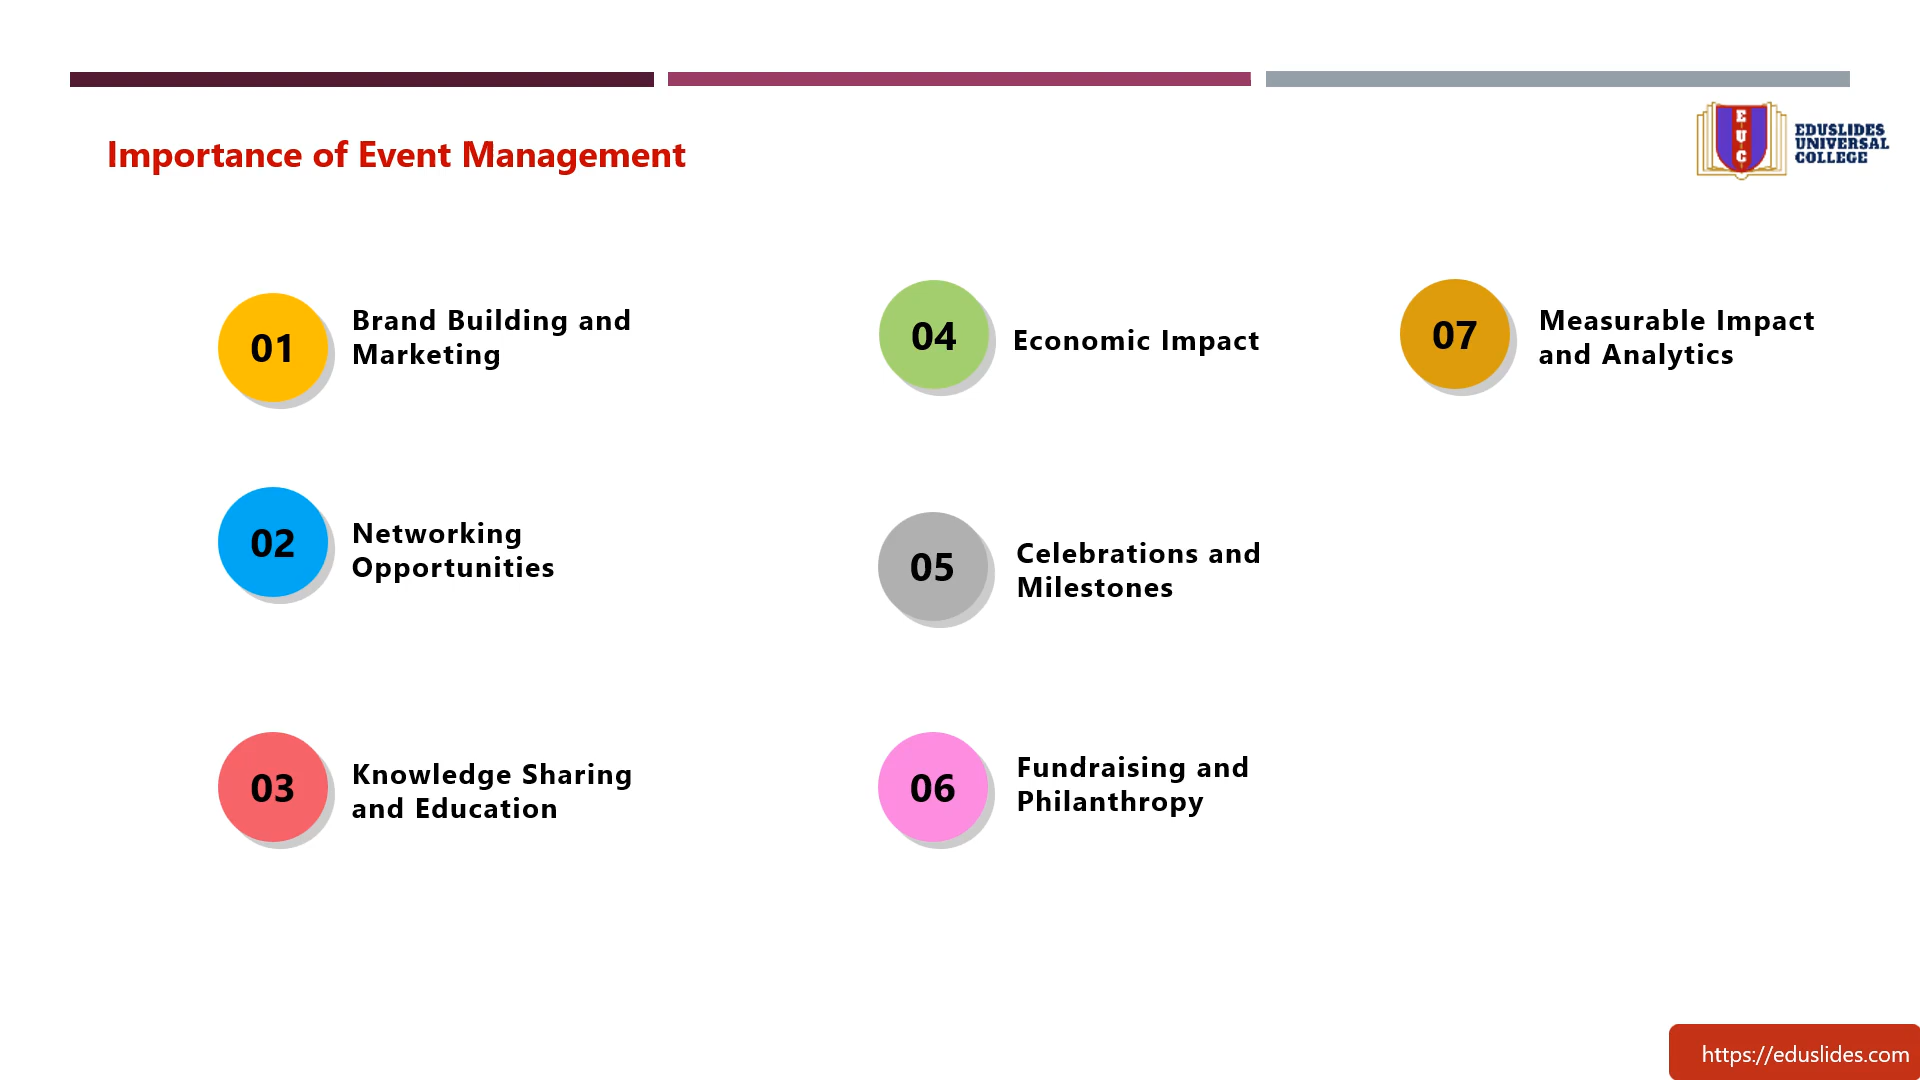 Importance of Event Management
E
U
C
EDUSLIDES
UNIVERSAL
COLLEGE
01
Brand Building and
Marketing
02
Networking
Opportunities
03
Knowledge Sharing
and Education
04
Economic Impact
05
Celebrations and
Milestones
06
Fundraising and
Philanthropy
07
Measurable Impact
and Analytics
https://eduslides.com